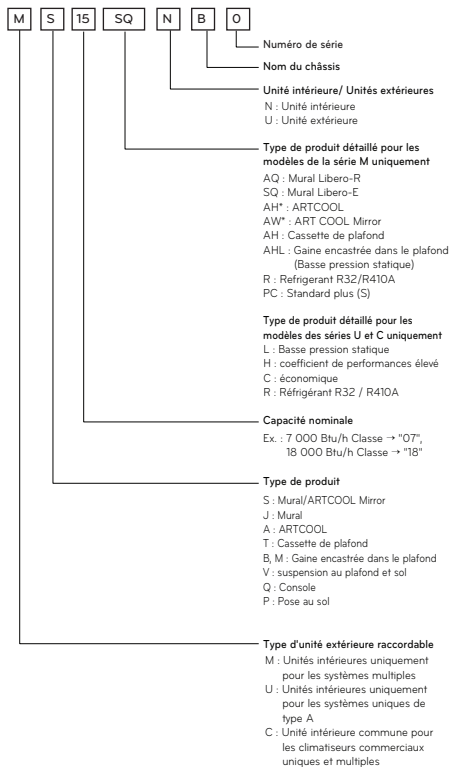 M S 15 SQ N B 0
Numéro de série
Nom du châssis
Unité intérieure/ Unités extérieures
N : Unité intérieure
U : Unité extérieure
Type de produit détaillé pour les
modèles de la série M uniquement
AQ : Mural Libero-R
SQ : Mural Libero-E
AH* : ARTCOOL
AW* : ART COOL Mirror
AH : Cassette de plafond
AHL : Gaine encastrée dans le plafond
(Basse pression statique)
R : Refrigerant R32/R410A
PC : Standard plus (S)
Type de produit détaillé pour les
modèles des séries U et C uniquement
L : Basse pression statique
H : coefficient de performances élevé
C : économique
R : Réfrigérant R32 / R410A
Capacité nominale
Ex. : 7 000 Btu/h Classe → "07",
18 000 Btu/h Classe → "18"
Type de produit
S : Mural/ARTCOOL Mirror
J : Mural
A : ARTCOOL
T : Cassette de plafond
B, M : Gaine encastrée dans le plafond
V : suspension au plafond et sol
Q : Console
P : Pose au sol
Type d'unité extérieure raccordable
M : Unités intérieures uniquement
pour les systèmes multiples
U : Unités intérieures uniquement
pour les systèmes uniques de
type A
C : Unité intérieure commune pour
les climatiseurs commerciaux
uniques et multiples